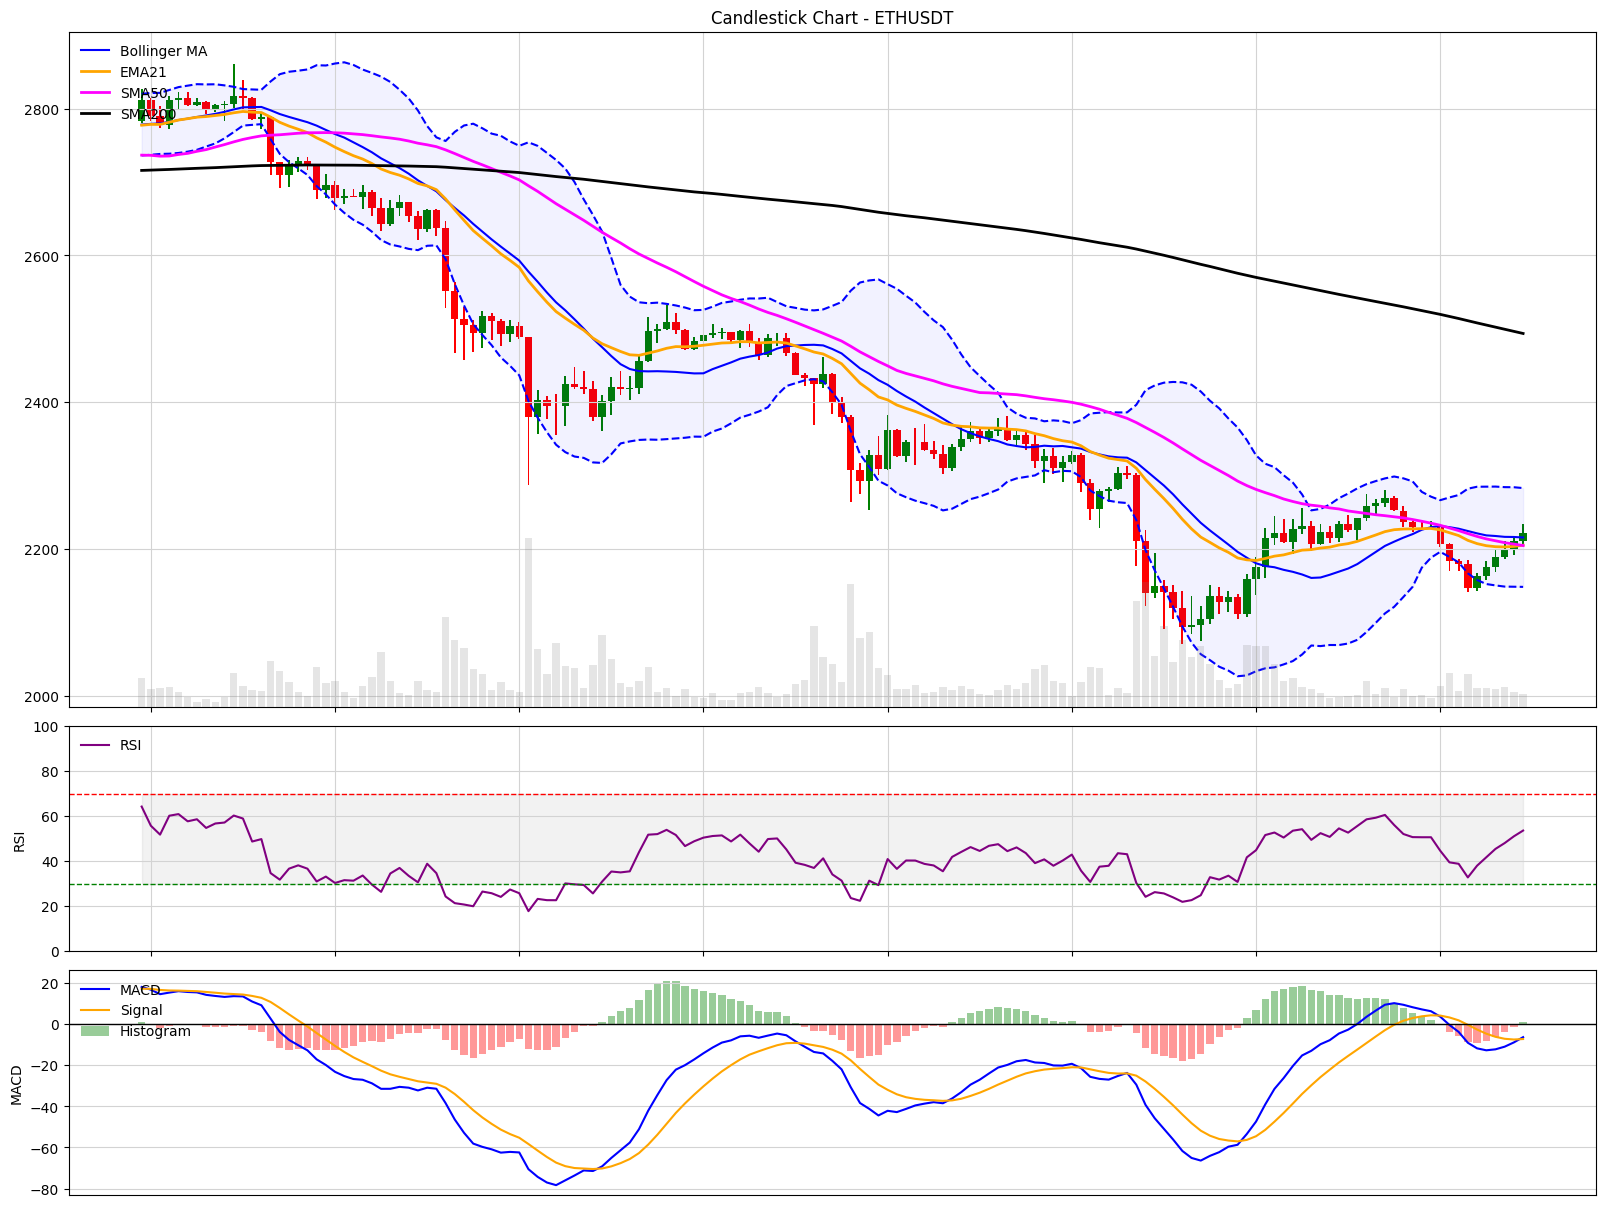 Candlestick Chart - ETHUSDT
Bollinger MA
EMA21
SMA50
SMA200
2800
2600
2400
2200
2000
RSI
100
80
60
40
20
0
RSI
MACD
Signal
Histogram
20
0
−20
−40
−60
−80
MACD